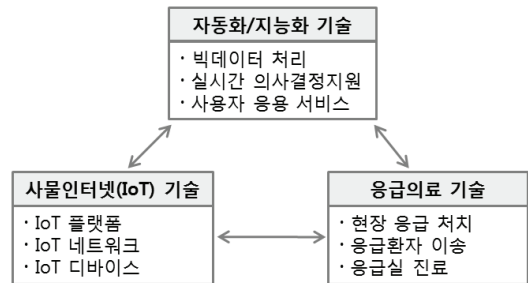 자동화/지능화 기술
· 빅데이터 처리
· 실시간 의사결정지원
· 사용자 응용 서비스
사물인터넷(IoT) 기술
· IoT 플랫폼
· IoT 네트워크
· IoT 디바이스
응급의료 기술
· 현장 응급 처치
· 응급환자 이송
· 응급실 진료